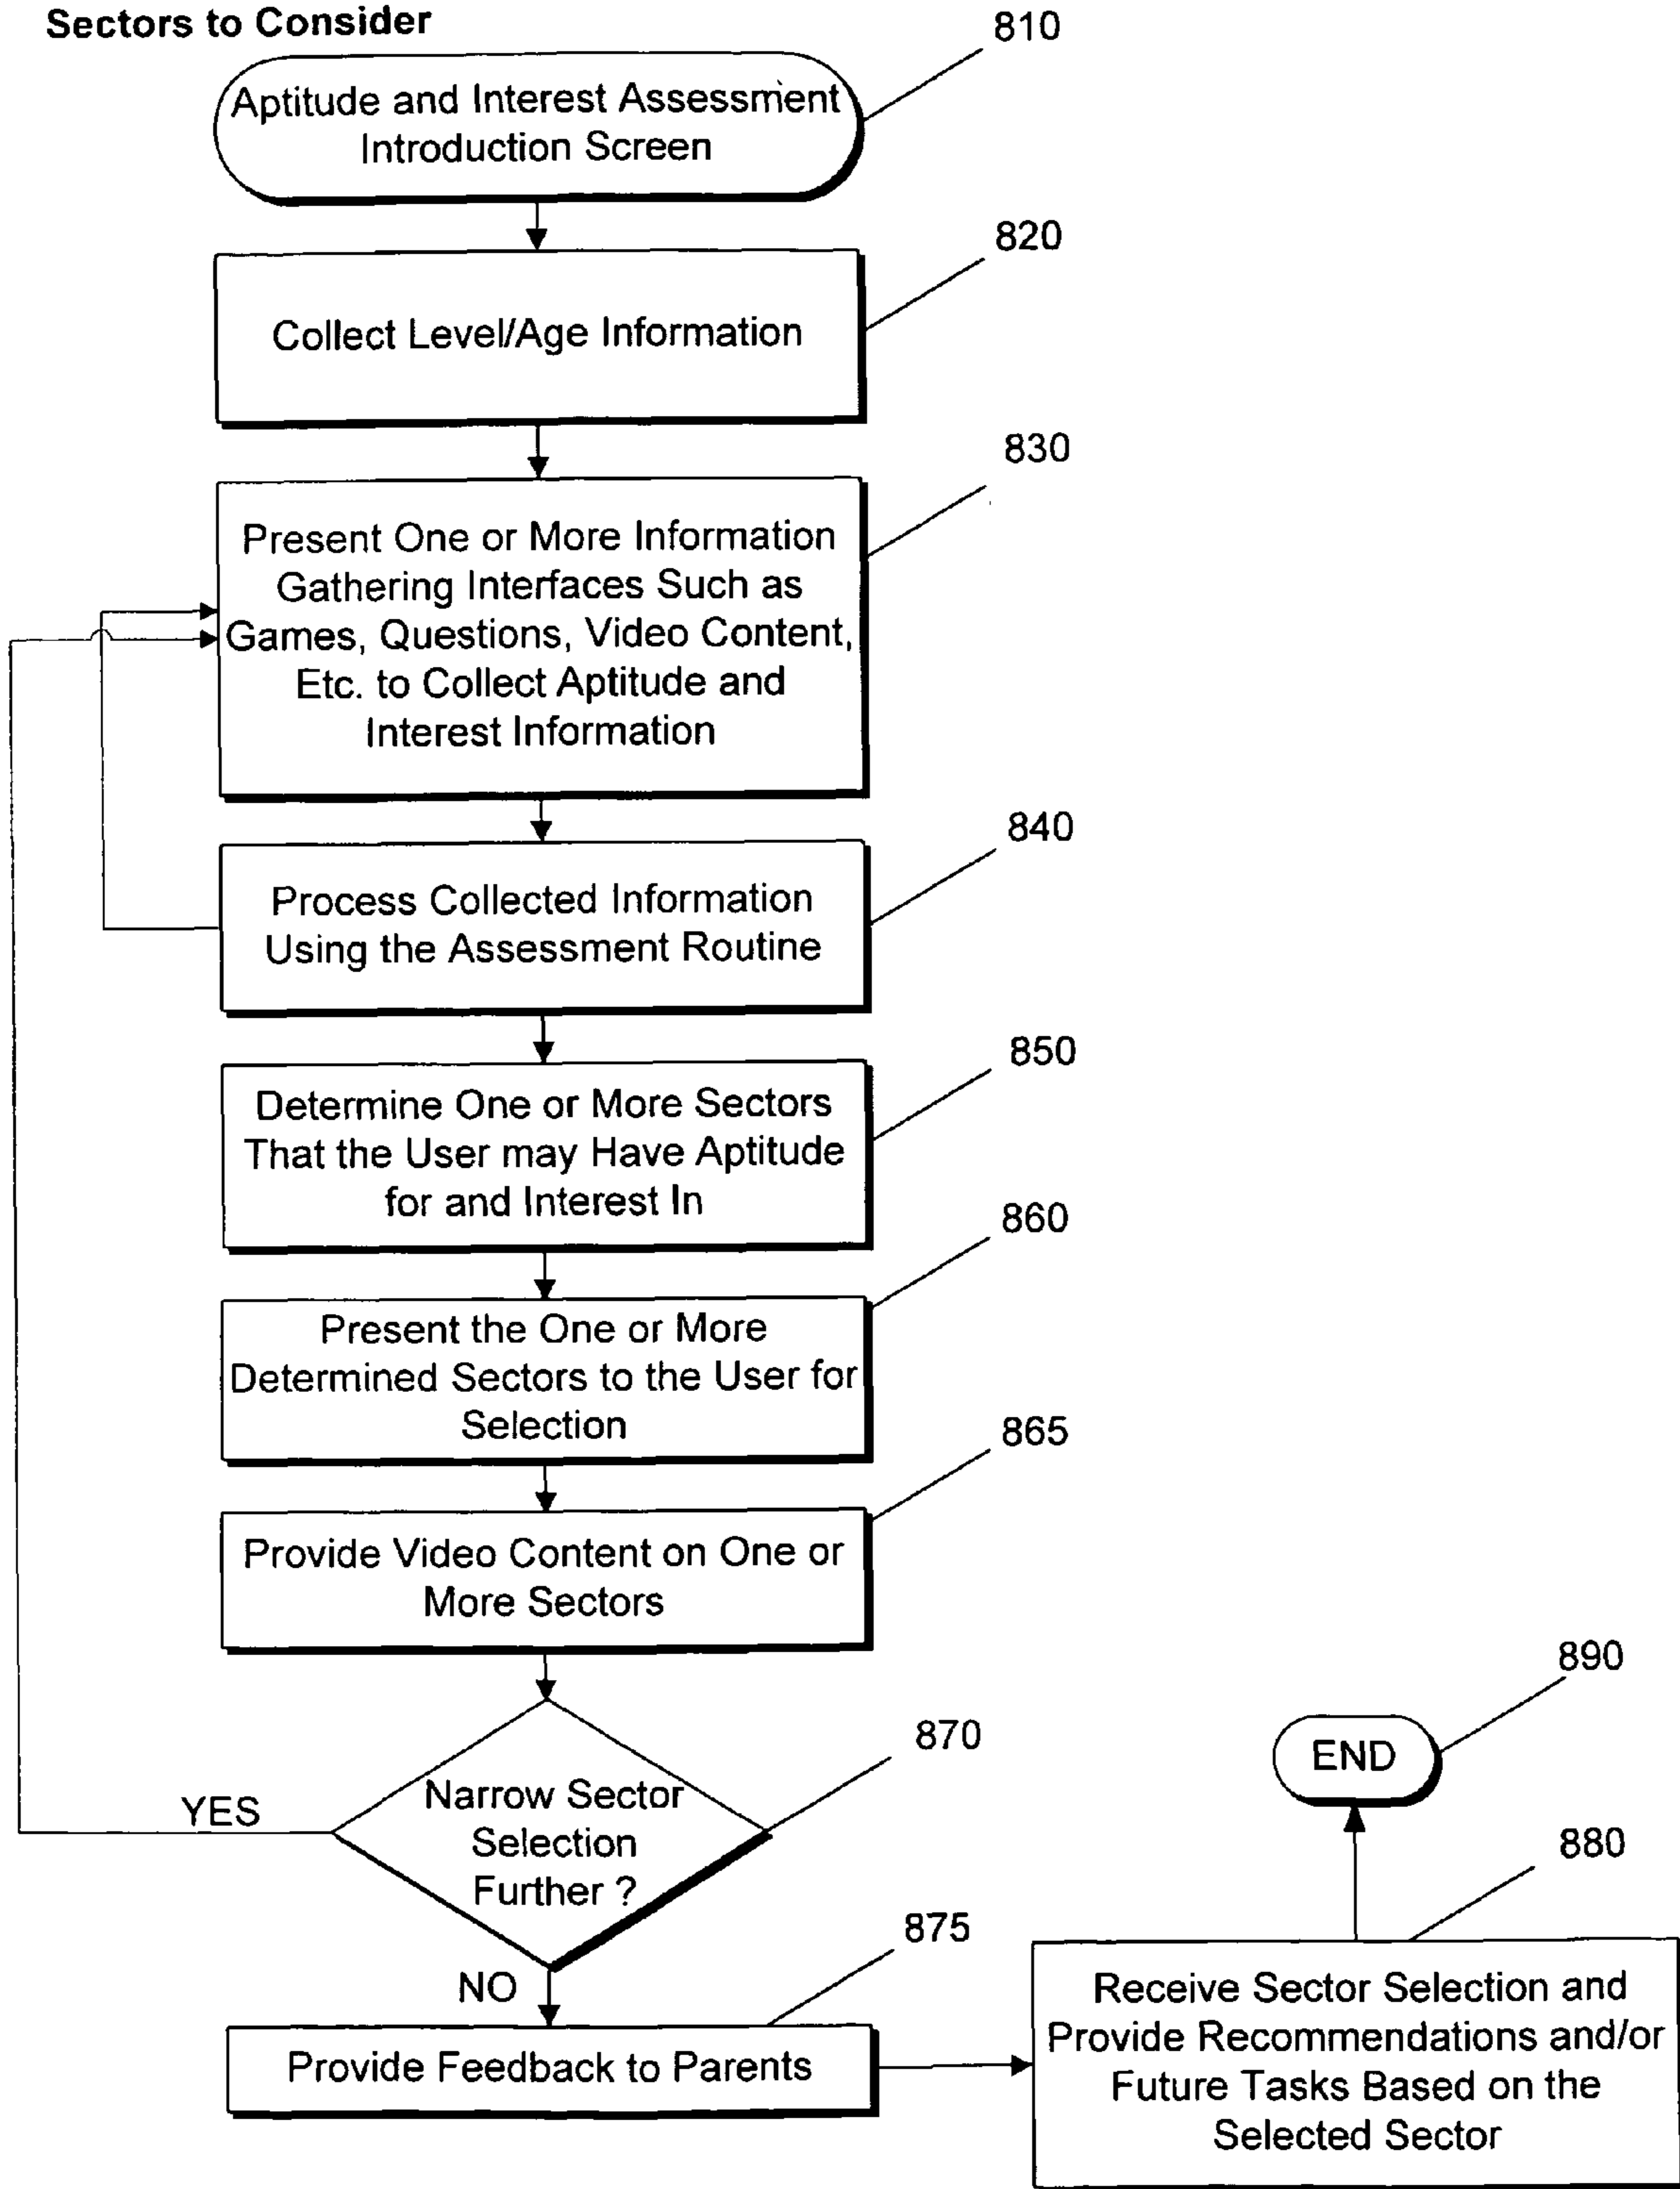 Sectors to Consider
810
Aptitude and Interest Assessment
Introduction Screen
820
Collect Level/Age Information
830
Present One or More Information
Gathering Interfaces Such as
Games, Questions, Video Content,
Etc. to Collect Aptitude and
Interest Information
840
Process Collected Information
Using the Assessment Routine
850
Determine One or More Sectors
That the User may Have Aptitude
for and Interest In
860
Present the One or More
Determined Sectors to the User for
Selection
865
Provide Video Content on One or
More Sectors
870
Narrow Sector
Selection
Further ?
YES
NO
875
Provide Feedback to Parents
880
Receive Sector Selection and
Provide Recommendations and/or
Future Tasks Based on the
Selected Sector
890
END